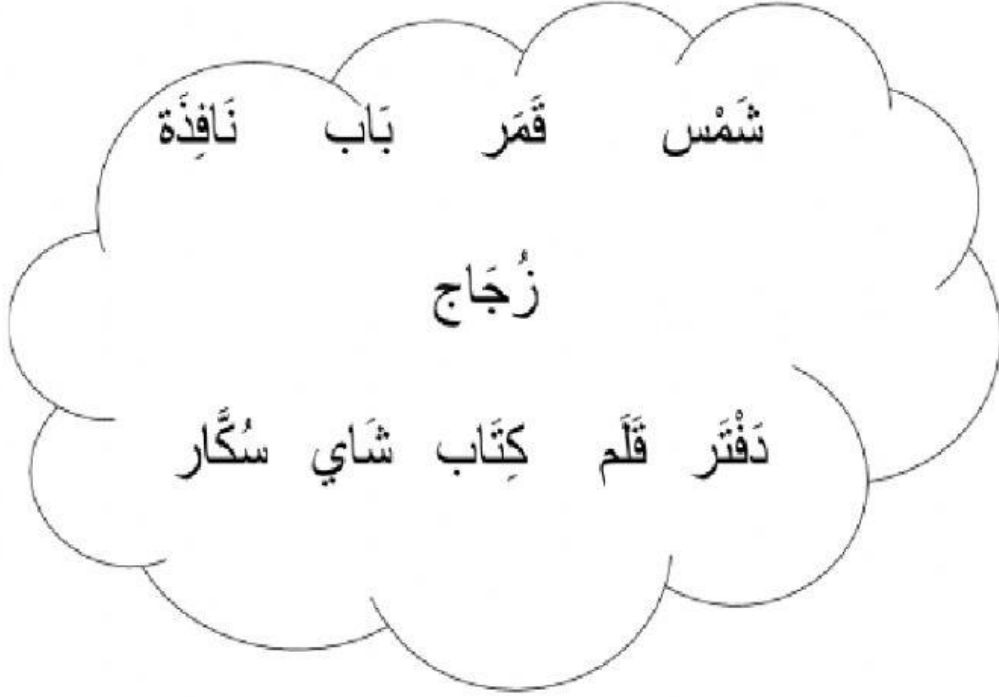 شَمْس قَمَر بَاب نَافِذَة
زُجَاج
دَفْتَر قَلَم كِتَاب شَاي سُكَّار